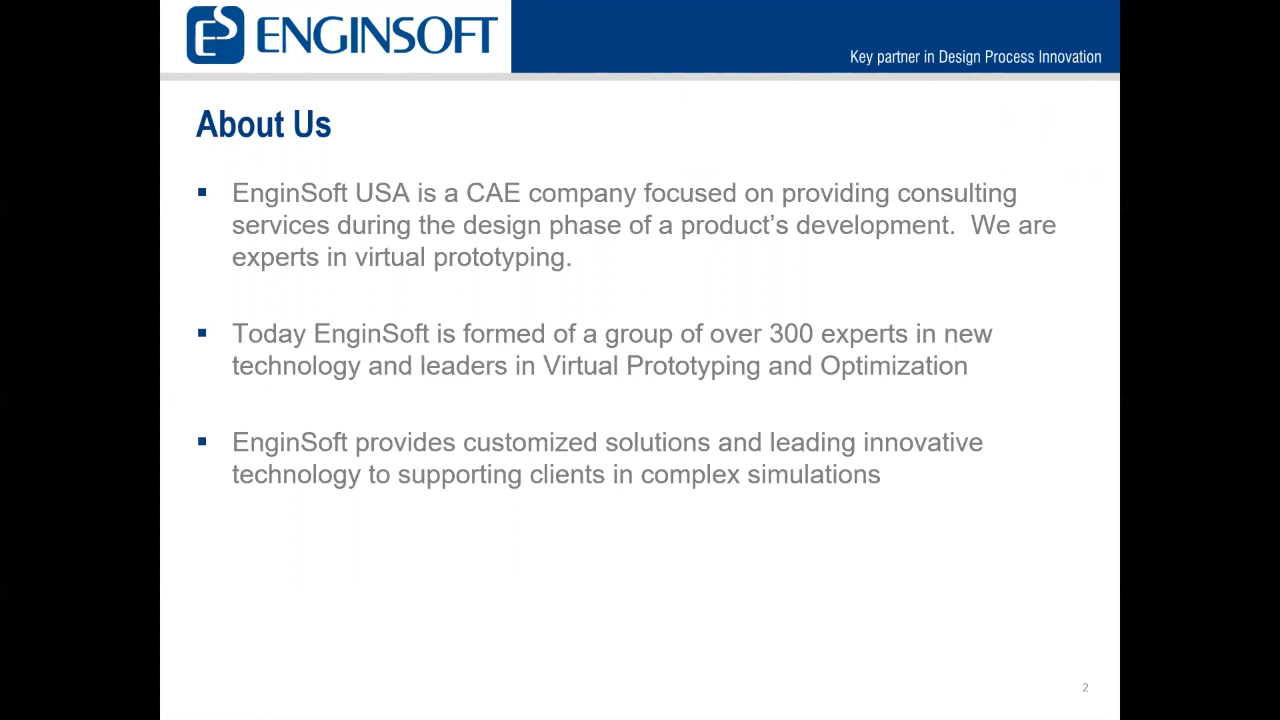 ES ENGINSOFT
Key partner in Design Process Innovation
About Us
▪ EnginSoft USA is a CAE company focused on providing consulting
services during the design phase of a product’s development.  We are
experts in virtual prototyping.
▪ Today EnginSoft is formed of a group of over 300 experts in new
technology and leaders in Virtual Prototyping and Optimization
▪ EnginSoft provides customized solutions and leading innovative
technology to supporting clients in complex simulations
2